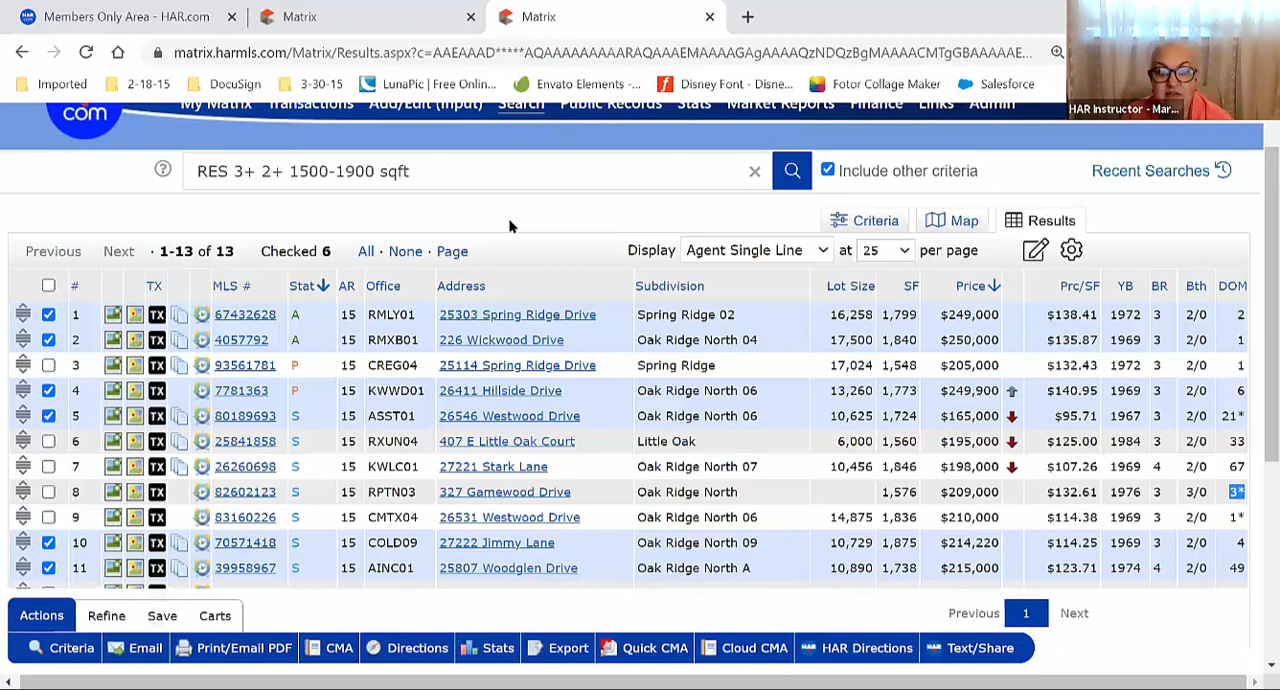 Members Only Area - HAR.com
Matrix
Matrix
matrix.harmls.com/Matrix/Results.aspx?c=AAEAAAD*****AQAAAAAAAAARAQAAAEMAAAAGAgAAAAQzNDQzBgMAAAACMTgGBAAAAAE...
Imported 2-18-15 DocuSign 3-30-15 LunaPic | Free Onlin... Envato Elements -... Disney Font - Disne... Fotor Collage Maker Salesforce
HAR Instructor - Mar...
com My Matrix Transactions Add/Edit (Input) Search Public Records Stats Market Reports Finance Links Admin
RES 3+ 2+ 1500-1900 sqft Include other criteria Recent Searches
Criteria Map Results
Previous Next · 1-13 of 13 Checked 6 All · None · Page Display Agent Single Line at 25 per page
# TX MLS # Stat AR Office Address Subdivision Lot Size SF Price Prc/SF YB BR Bth DOM
1 TX 67432628 A 15 RMLY01 25303 Spring Ridge Drive Spring Ridge 02 16,258 1,799 $249,000 $138.41 1972 3 2/0 2
2 TX 4057792 A 15 RMXB01 226 Wickwood Drive Oak Ridge North 04 17,500 1,840 $250,000 $135.87 1969 3 2/0 1
3 TX 93561781 P 15 CREG04 25114 Spring Ridge Drive Spring Ridge 17,024 1,548 $205,000 $132.43 1972 3 2/0 1
4 TX 7781363 P 15 KWWD01 26411 Hillside Drive Oak Ridge North 06 13,260 1,773 $249,900 $140.95 1969 3 2/0 6
5 TX 80189693 S 15 ASST01 26546 Westwood Drive Oak Ridge North 06 10,625 1,724 $165,000 $95.71 1967 3 2/0 21*
6 TX 25841858 S 15 RXUN04 407 E Little Oak Court Little Oak 6,000 1,560 $195,000 $125.00 1984 3 2/0 33
7 TX 26260698 S 15 KWLC01 27221 Stark Lane Oak Ridge North 07 10,456 1,846 $198,000 $107.26 1969 4 2/0 67
8 TX 82602123 S 15 RPTN03 327 Gamewood Drive Oak Ridge North 1,576 $209,000 $132.61 1976 3 3/0 3*
9 TX 83160226 S 15 CMTX04 26531 Westwood Drive Oak Ridge North 06 14,875 1,836 $210,000 $114.38 1969 3 2/0 1*
10 TX 70571418 S 15 COLD09 27222 Jimmy Lane Oak Ridge North 09 10,729 1,875 $214,220 $114.25 1969 3 2/0 4
11 TX 39958967 S 15 AINC01 25807 Woodglen Drive Oak Ridge North A 10,890 1,738 $215,000 $123.71 1974 4 2/0 49
Actions Refine Save Carts Previous 1 Next
Criteria Email Print/Email PDF CMA Directions Stats Export Quick CMA Cloud CMA HAR Directions Text/Share